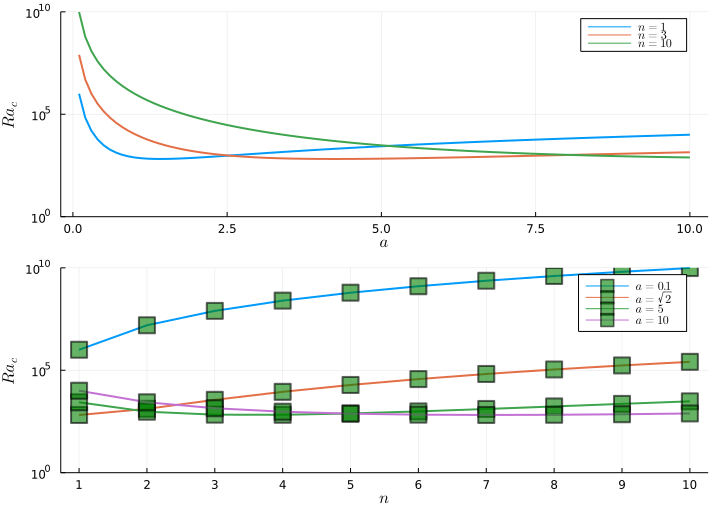 10^10
10^5
10^0
Ra_c
n = 1
n = 3
n = 10
0.0
2.5
5.0
7.5
10.0
a
10^10
10^5
10^0
Ra_c
a = 0.1
a = √2
a = 5
a = 10
1
2
3
4
5
6
7
8
9
10
n